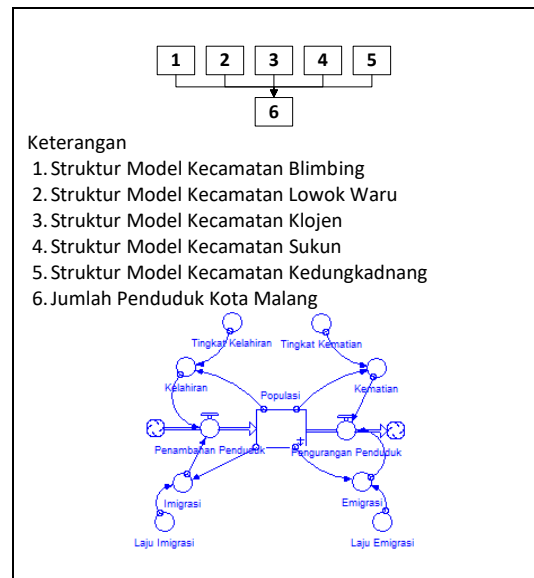 1 2 3 4 5
6
Keterangan
1. Struktur Model Kecamatan Blimbing
2. Struktur Model Kecamatan Lowok Waru
3. Struktur Model Kecamatan Klojen
4. Struktur Model Kecamatan Sukun
5. Struktur Model Kecamatan Kedungkadnang
6. Jumlah Penduduk Kota Malang
Tingkat Kelahiran Tingkat Kematian
Kelahiran Populasi Kematian
Penambahan Penduduk Pengurangan Penduduk
Imigrasi Emigrasi
Laju Imigrasi Laju Emigrasi